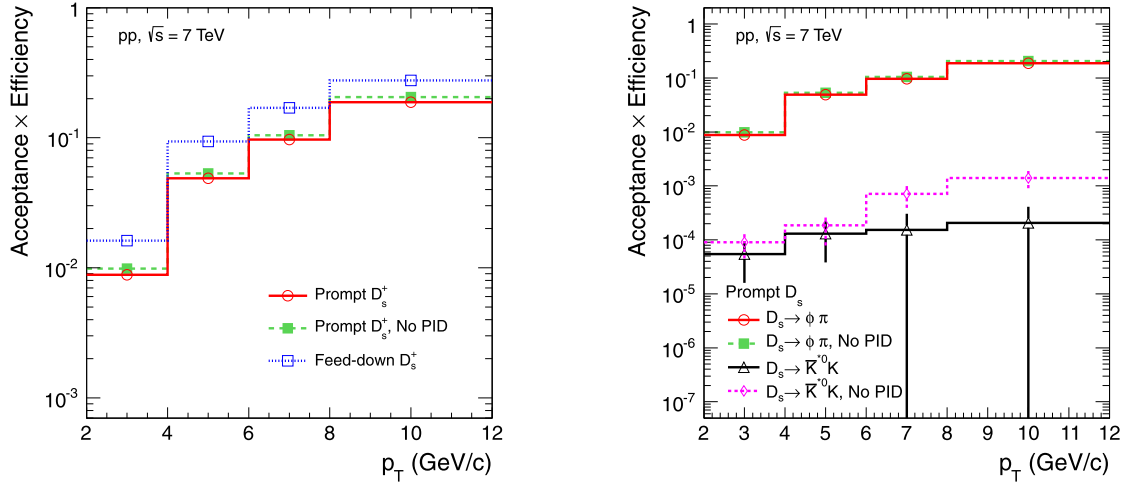 Acceptance × Efficiency
pp, √s = 7 TeV
1
10⁻¹
10⁻²
10⁻³
Prompt D⁺ₛ
Prompt D⁺ₛ, No PID
Feed-down D⁺ₛ
2 4 6 8 10 12
p_T (GeV/c)
Acceptance × Efficiency
pp, √s = 7 TeV
1
10⁻¹
10⁻²
10⁻³
10⁻⁴
10⁻⁵
10⁻⁶
10⁻⁷
Prompt Dₛ
Dₛ→ φ π
Dₛ→ φ π, No PID
Dₛ→ K̅*⁰K
Dₛ→ K̅*⁰K, No PID
2 3 4 5 6 7 8 9 10 11 12
p_T (GeV/c)